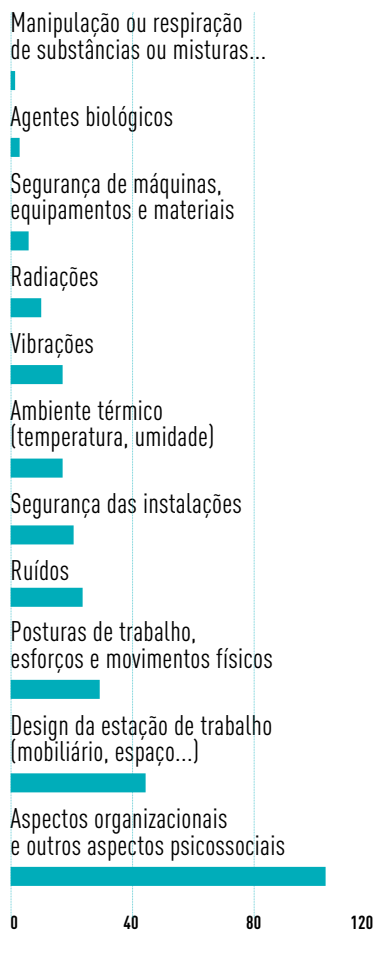 Manipulação ou respiração
de substâncias ou misturas...
Agentes biológicos
Segurança de máquinas,
equipamentos e materiais
Radiações
Vibrações
Ambiente térmico
(temperatura, umidade)
Segurança das instalações
Ruídos
Posturas de trabalho,
esforços e movimentos físicos
Design da estação de trabalho
(mobiliário, espaço...)
Aspectos organizacionais
e outros aspectos psicossociais
0 40 80 120